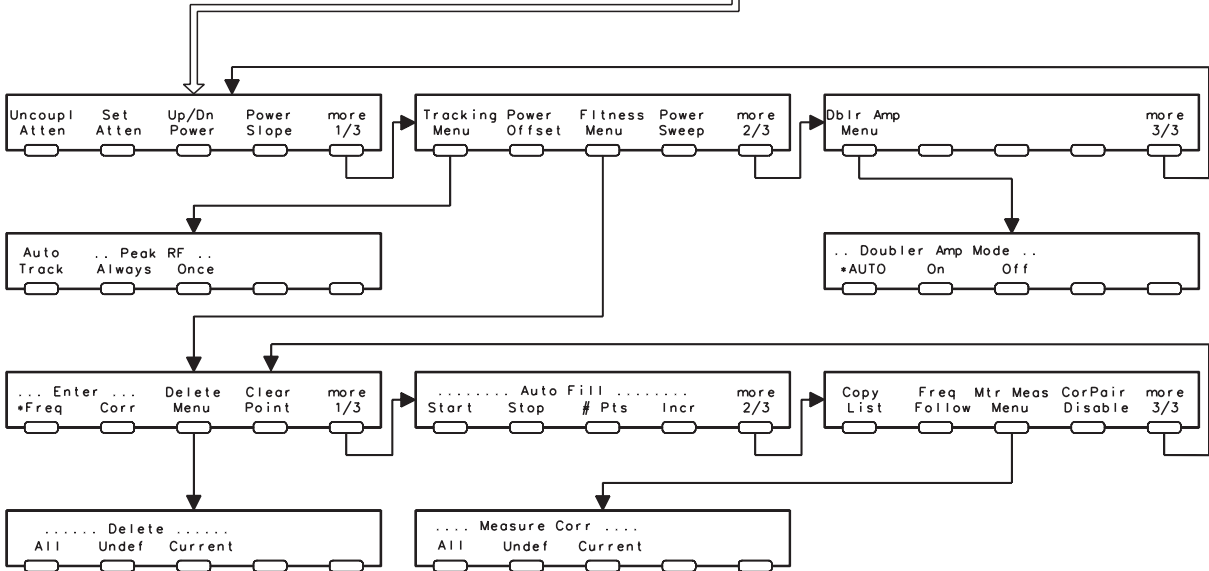 Uncoupl Set Up/Dn Power more
Atten Atten Power Slope 1/3
Tracking Power Fltness Power more
Menu Offset Menu Sweep 2/3
Dblr Amp more
Menu 3/3
Auto .. Peak RF ..
Track Always Once
.. Doubler Amp Mode ..
*AUTO On Off
... Enter ... Delete Clear more
*Freq Corr Menu Point 1/3
........ Auto Fill ........ more
Start Stop # Pts Incr 2/3
Copy Freq Mtr Meas CorPair more
List Follow Menu Disable 3/3
...... Delete ......
All Undef Current
.... Measure Corr ....
All Undef Current